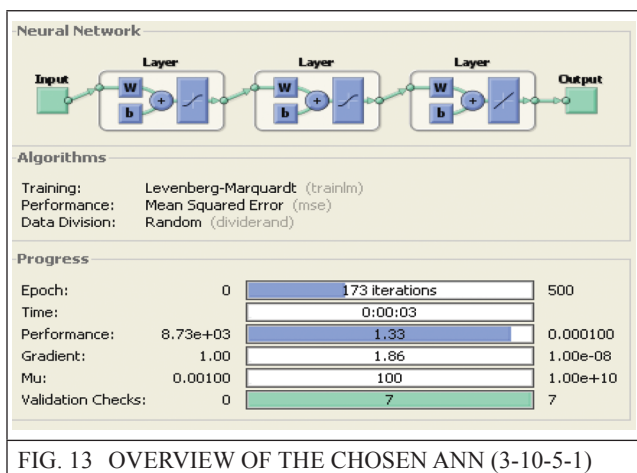 Neural Network
Layer Layer Layer
Input Output
W W W
+ + +
b b b
Algorithms
Training: Levenberg-Marquardt (trainlm)
Performance: Mean Squared Error (mse)
Data Division: Random (dividerand)
Progress
Epoch: 0 173 iterations 500
Time: 0:00:03
Performance: 8.73e+03 1.33 0.000100
Gradient: 1.00 1.86 1.00e-08
Mu: 0.00100 100 1.00e+10
Validation Checks: 0 7 7
FIG. 13 OVERVIEW OF THE CHOSEN ANN (3-10-5-1)